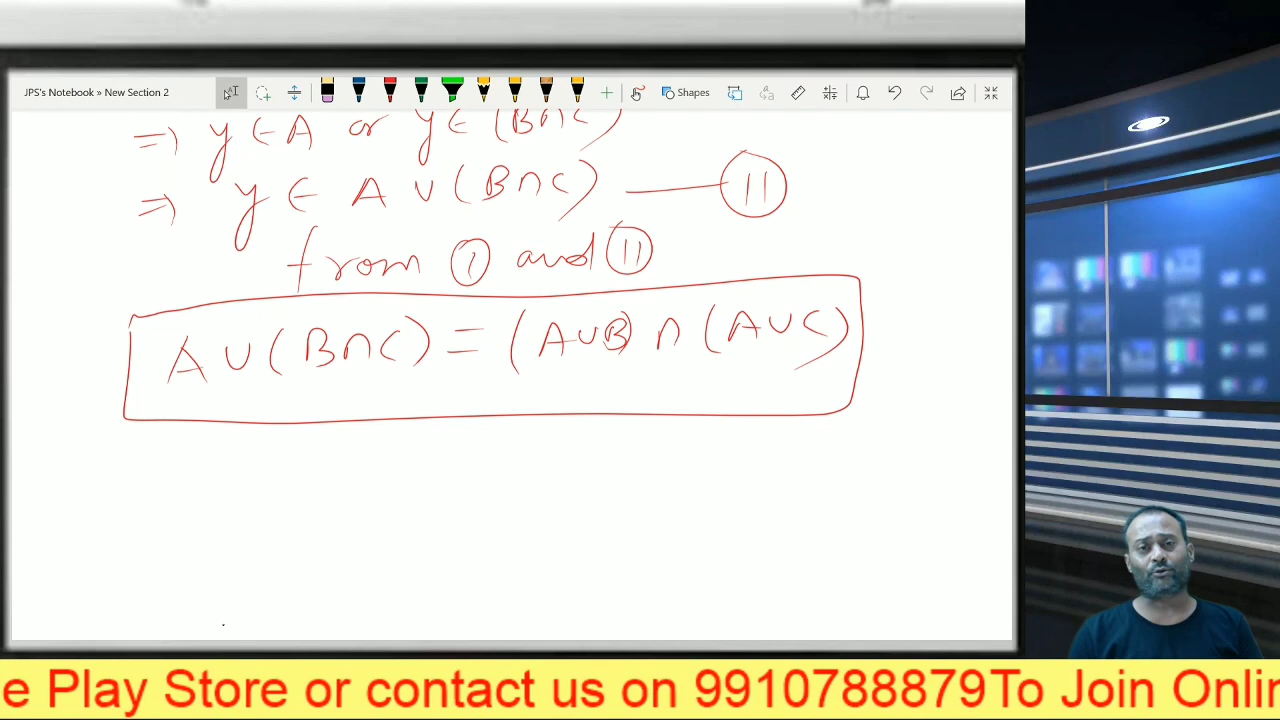 JPS's Notebook » New Section 2
Shapes
⇒ y ∈ A or y ∈ (B∩C)
⇒ y ∈ A ∪ (B∩C) — (II)
from (I) and (II)
A ∪ (B∩C) = (A∪B) ∩ (A∪C)
e Play Store or contact us on 9910788879To Join Onli